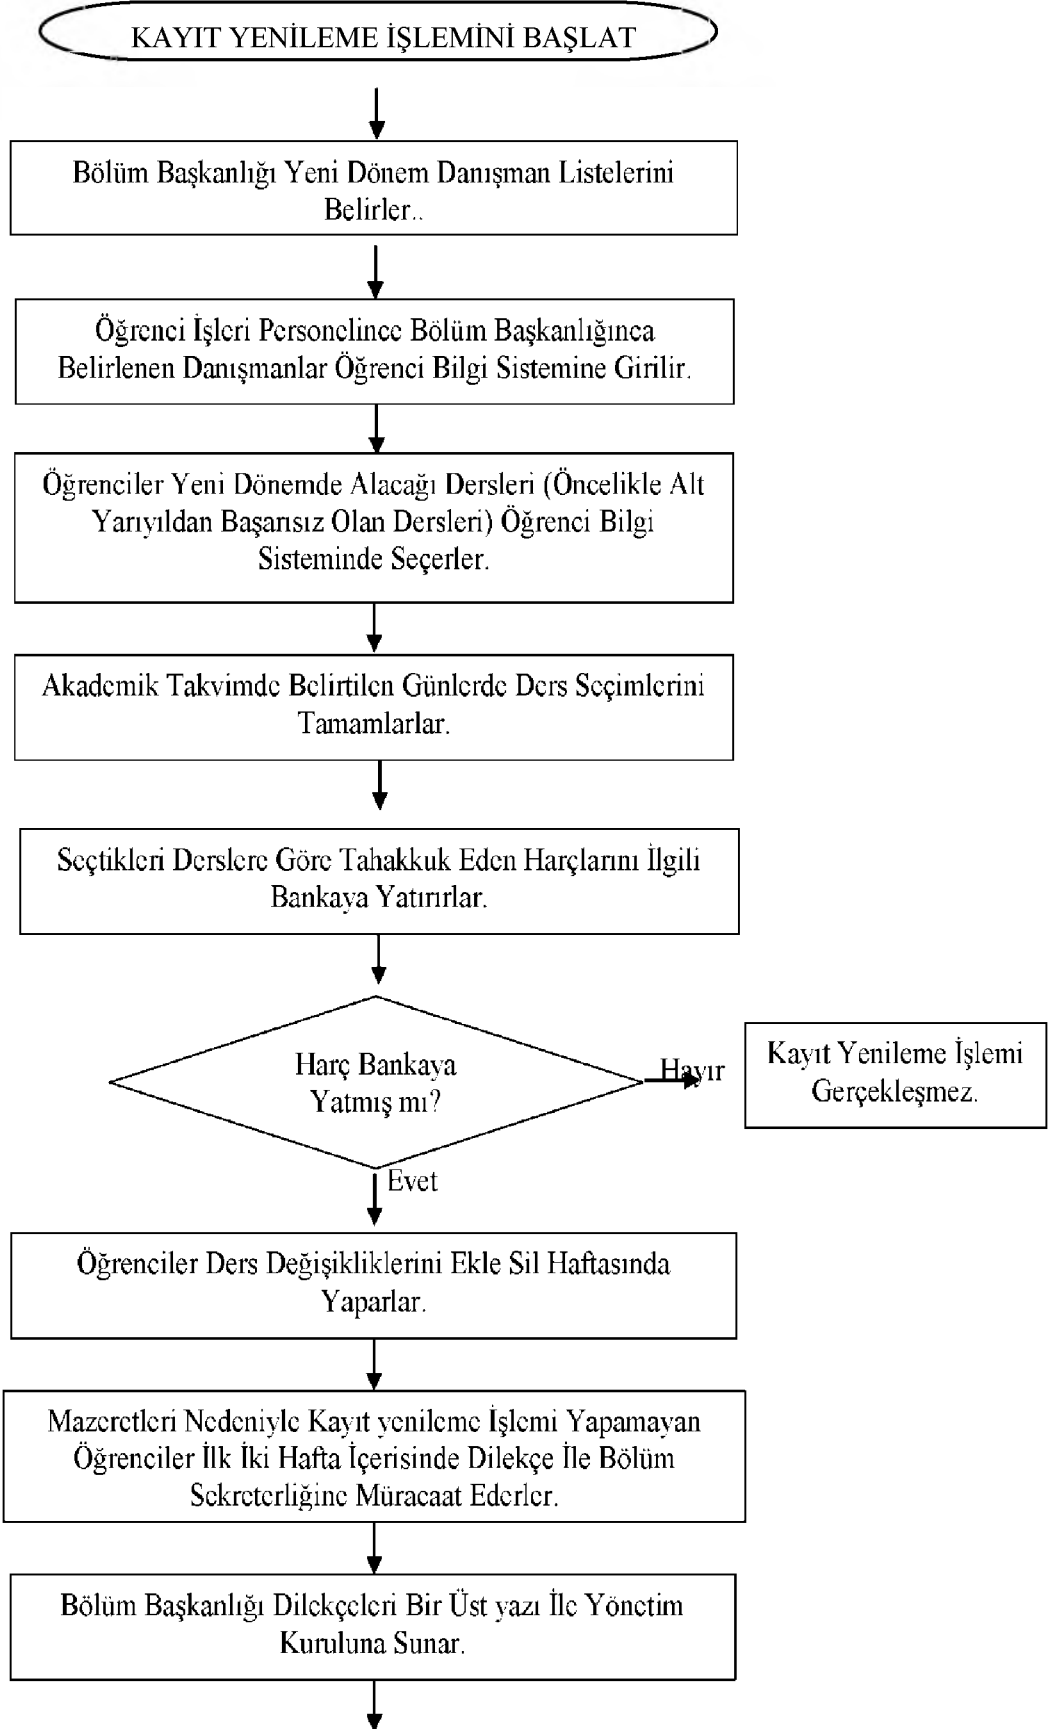 KAYIT YENİLEME İŞLEMİNİ BAŞLAT
Bölüm Başkanlığı Yeni Dönem Danışman Listelerini
Belirler..
Öğrenci İşleri Personelince Bölüm Başkanlığınca
Belirlenen Danışmanlar Öğrenci Bilgi Sistemine Girilir.
Öğrenciler Yeni Dönemde Alacağı Dersleri (Öncelikle Alt
Yarıyıldan Başarısız Olan Dersleri) Öğrenci Bilgi
Sisteminde Seçerler.
Akademik Takvimde Belirtilen Günlerde Ders Seçimlerini
Tamamlarlar.
Seçtikleri Derslere Göre Tahakkuk Eden Harçlarını İlgili
Bankaya Yatırırlar.
Harç Bankaya
Yatmış mı?
Hayır
Kayıt Yenileme İşlemi
Gerçekleşmez.
Evet
Öğrenciler Ders Değişikliklerini Ekle Sil Haftasında
Yaparlar.
Mazeretleri Nedeniyle Kayıt yenileme İşlemi Yapamayan
Öğrenciler İlk İki Hafta İçerisinde Dilekçe İle Bölüm
Sekreterliğine Müracaat Ederler.
Bölüm Başkanlığı Dilekçeleri Bir Üst yazı İle Yönetim
Kuruluna Sunar.